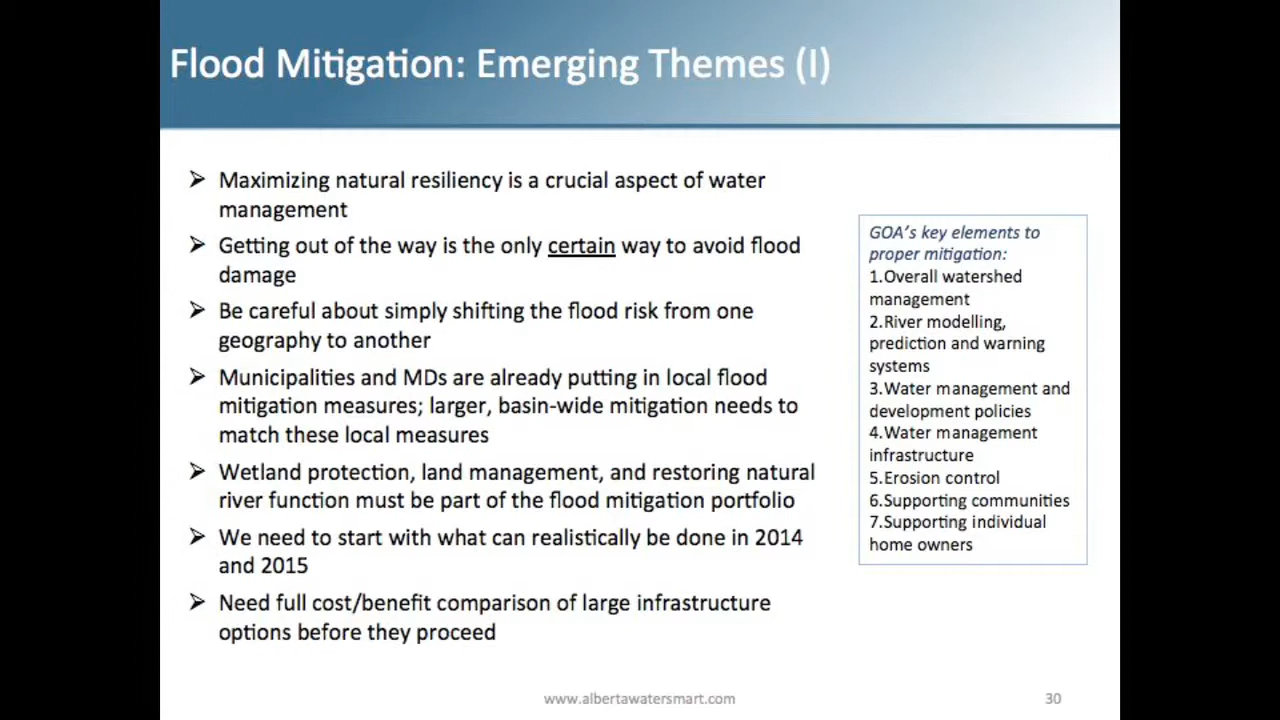 Flood Mitigation: Emerging Themes (I)
➢ Maximizing natural resiliency is a crucial aspect of water
management
➢ Getting out of the way is the only certain way to avoid flood
damage
➢ Be careful about simply shifting the flood risk from one
geography to another
➢ Municipalities and MDs are already putting in local flood
mitigation measures; larger, basin-wide mitigation needs to
match these local measures
➢ Wetland protection, land management, and restoring natural
river function must be part of the flood mitigation portfolio
➢ We need to start with what can realistically be done in 2014
and 2015
➢ Need full cost/benefit comparison of large infrastructure
options before they proceed
GOA's key elements to
proper mitigation:
1.Overall watershed
management
2.River modelling,
prediction and warning
systems
3.Water management and
development policies
4.Water management
infrastructure
5.Erosion control
6.Supporting communities
7.Supporting individual
home owners
www.albertawatersmart.com
30